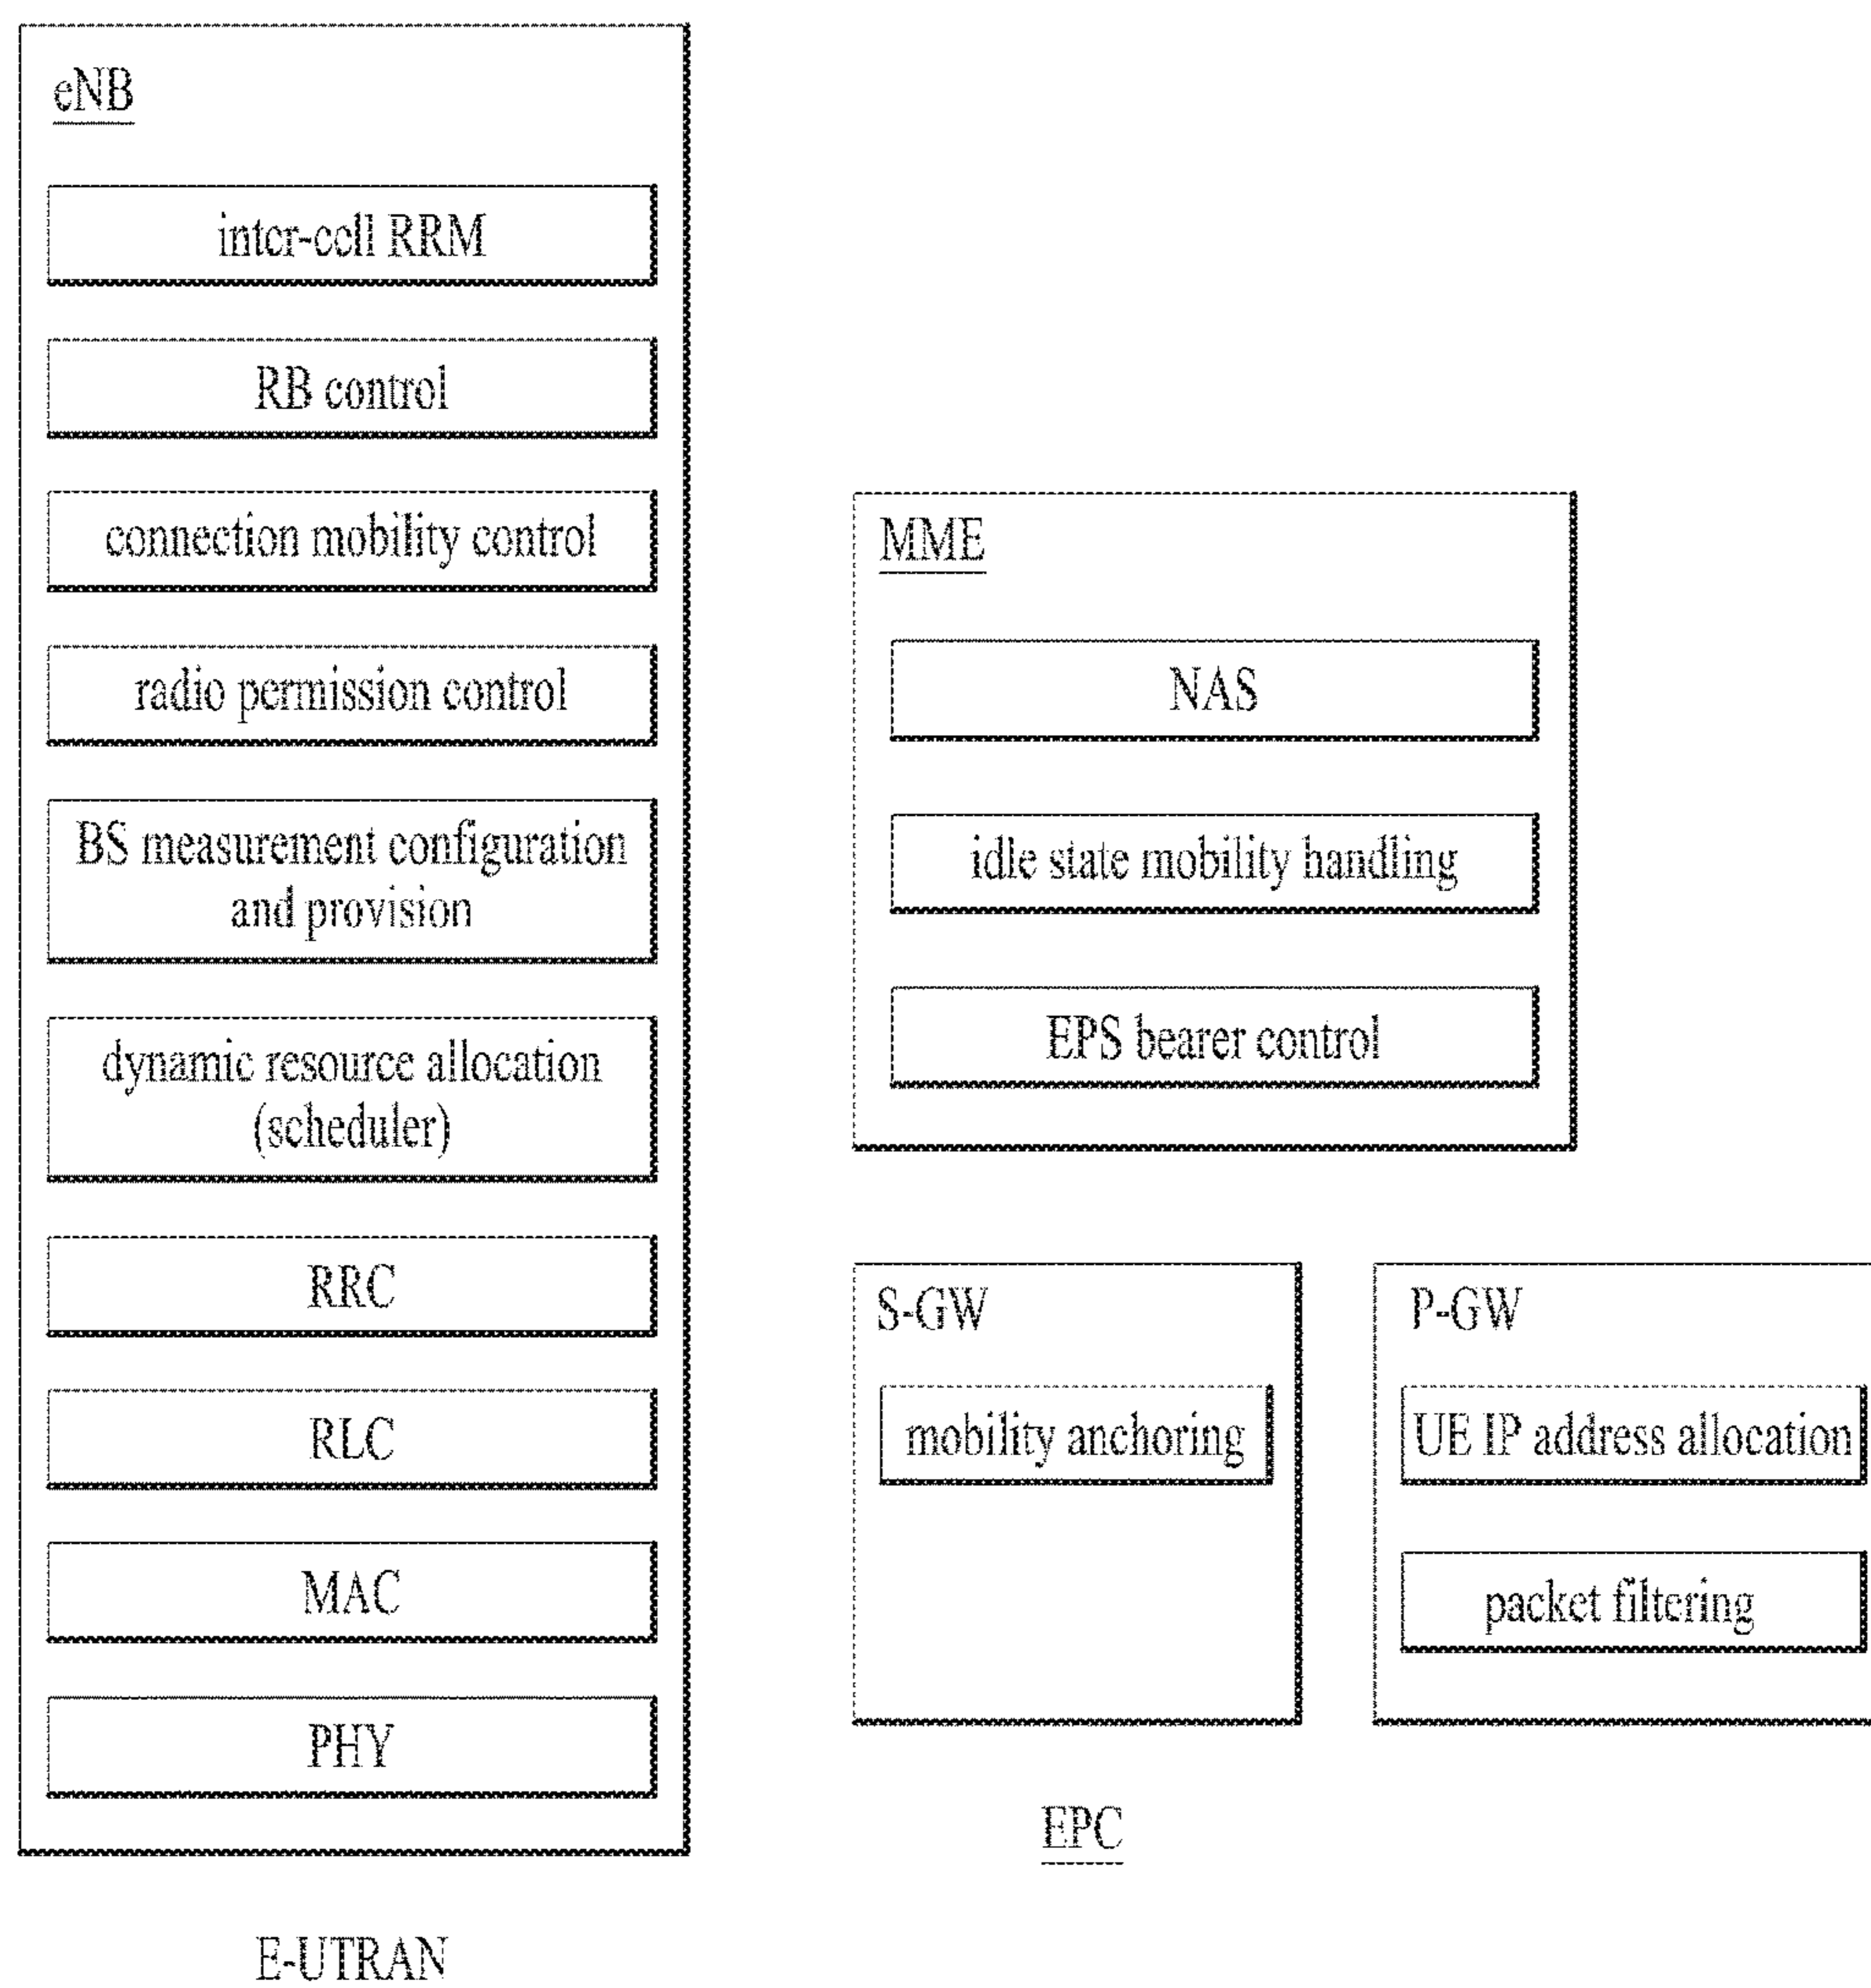 eNB
inter-cell RRM
RB control
connection mobility control
radio permission control
BS measurement configuration
and provision
dynamic resource allocation
(scheduler)
RRC
RLC
MAC
PHY
E-UTRAN
MME
NAS
idle state mobility handling
EPS bearer control
S-GW
mobility anchoring
P-GW
UE IP address allocation
packet filtering
EPC